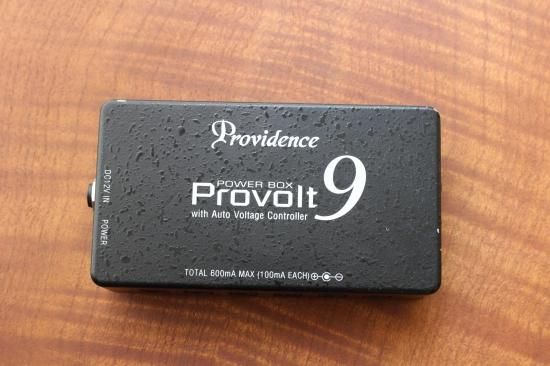 Providence
POWER BOX
Provolt 9
with Auto Voltage Controller
DC12V IN POWER
TOTAL 600mA MAX (100mA EACH)